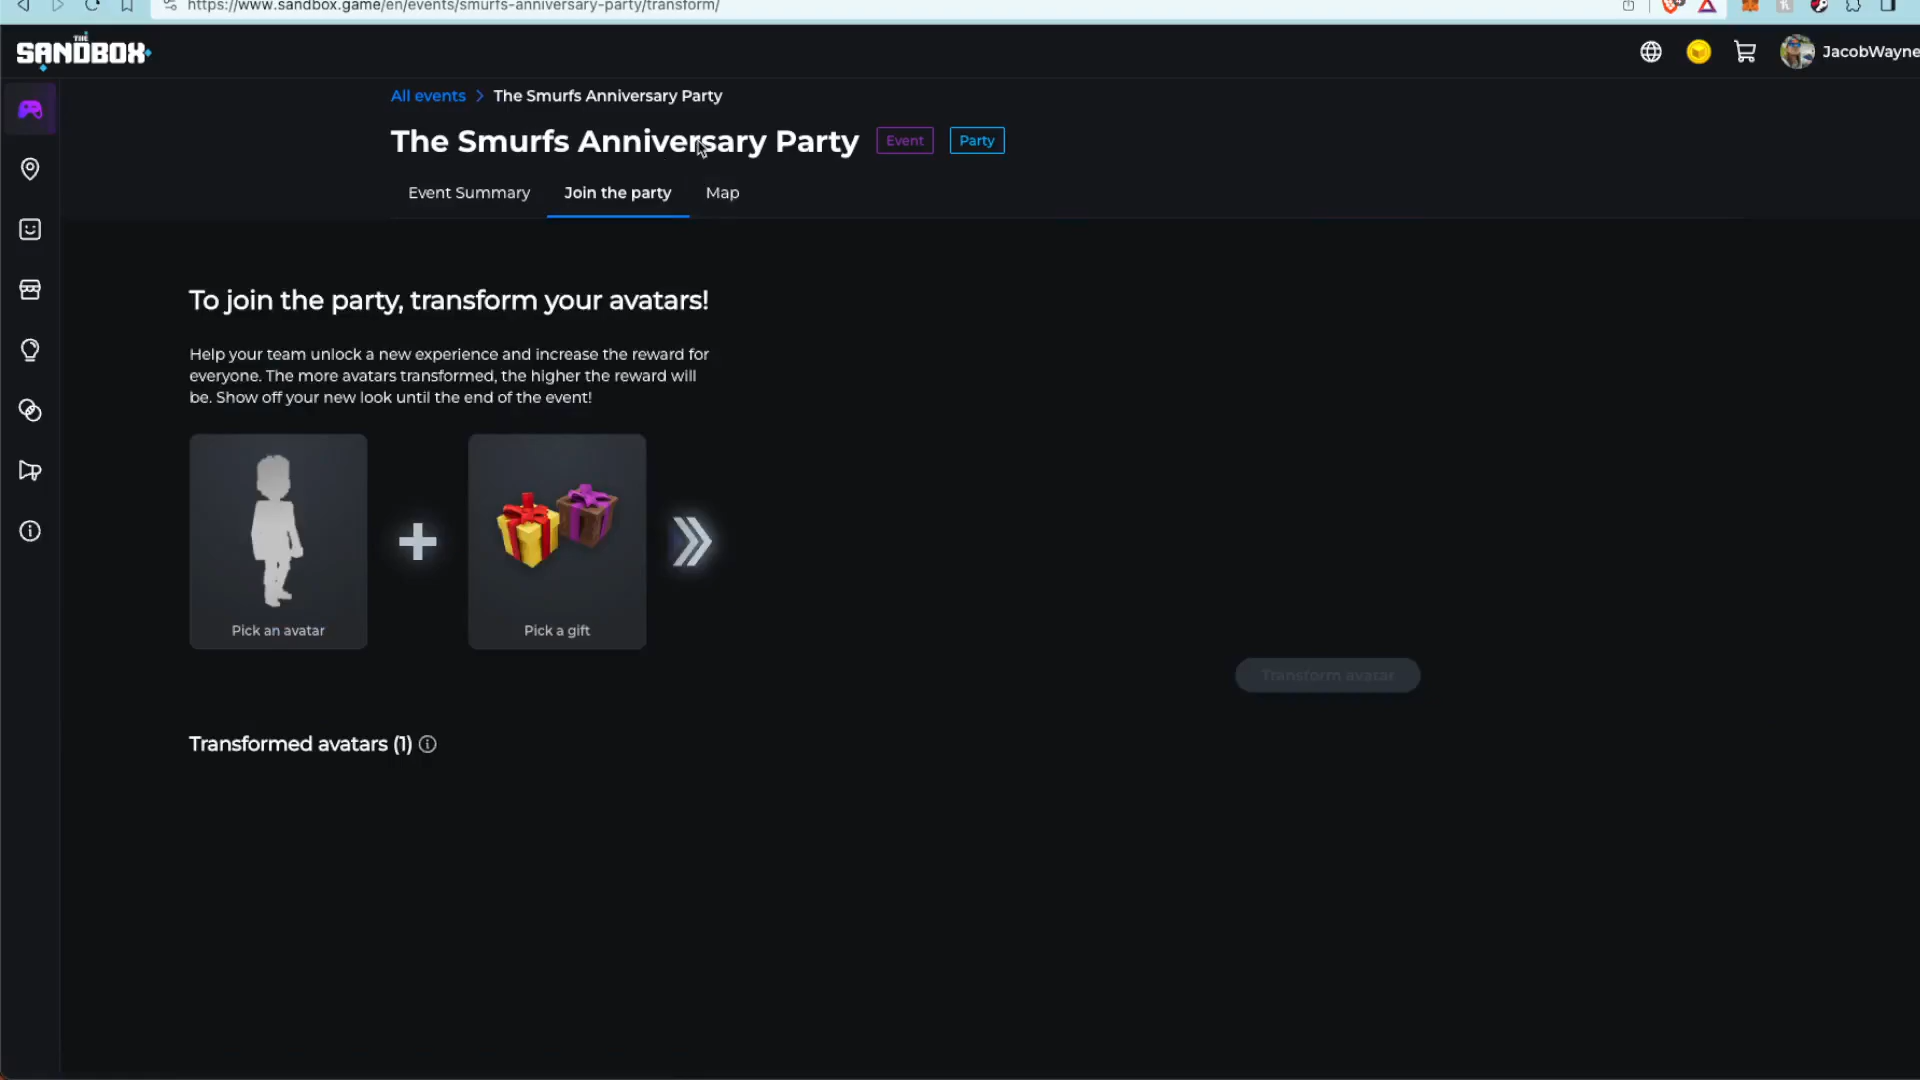 https://www.sandbox.game/en/events/smurfs-anniversary-party/transform/
THE
SANDBOX
JacobWayne
All events > The Smurfs Anniversary Party
The Smurfs Anniversary Party
Event
Party
Event Summary
Join the party
Map
To join the party, transform your avatars!
Help your team unlock a new experience and increase the reward for
everyone. The more avatars transformed, the higher the reward will
be. Show off your new look until the end of the event!
Pick an avatar
Pick a gift
Transform avatar
Transformed avatars (1)